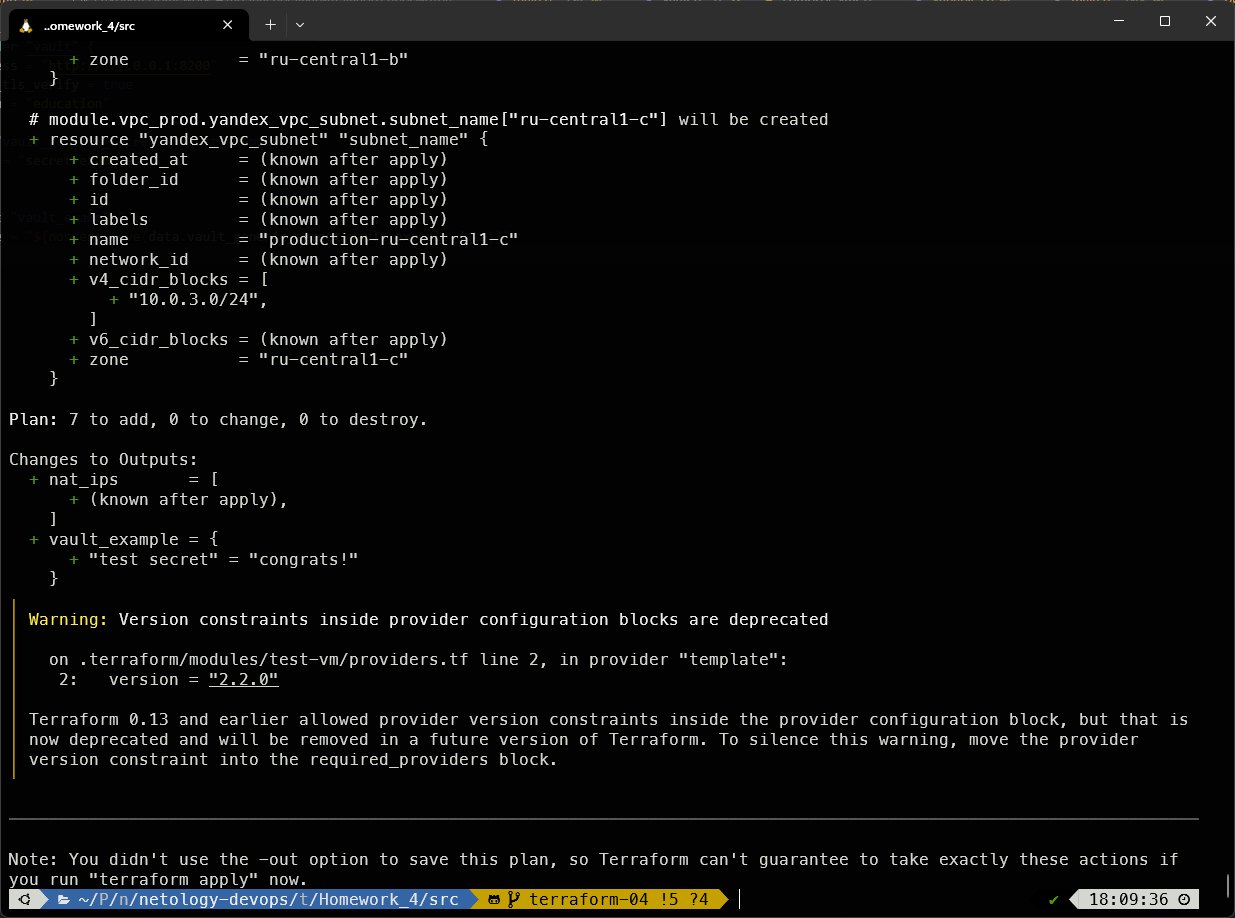 ..omework_4/src
+ zone = "ru-central1-b"
}
# module.vpc_prod.yandex_vpc_subnet.subnet_name["ru-central1-c"] will be created
+ resource "yandex_vpc_subnet" "subnet_name" {
+ created_at = (known after apply)
+ folder_id = (known after apply)
+ id = (known after apply)
+ labels = (known after apply)
+ name = "production-ru-central1-c"
+ network_id = (known after apply)
+ v4_cidr_blocks = [
+ "10.0.3.0/24",
]
+ v6_cidr_blocks = (known after apply)
+ zone = "ru-central1-c"
}
Plan: 7 to add, 0 to change, 0 to destroy.
Changes to Outputs:
+ nat_ips = [
+ (known after apply),
]
+ vault_example = {
+ "test secret" = "congrats!"
}
Warning: Version constraints inside provider configuration blocks are deprecated
on .terraform/modules/test-vm/providers.tf line 2, in provider "template":
2: version = "2.2.0"
Terraform 0.13 and earlier allowed provider version constraints inside the provider configuration block, but that is
now deprecated and will be removed in a future version of Terraform. To silence this warning, move the provider
version constraint into the required_providers block.
Note: You didn't use the -out option to save this plan, so Terraform can't guarantee to take exactly these actions if
you run "terraform apply" now.
~/P/n/netology-devops/t/Homework_4/src terraform-04 !5 ?4 ✔ 18:09:36